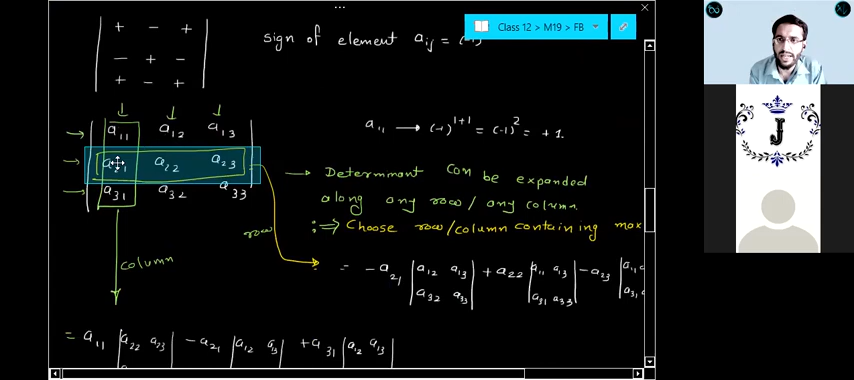 + - +
- + -
+ - +
sign of element aij = (-1)
Class 12 > M19 > FB
a11 a12 a13
a21 a22 a23
a31 a32 a33
a11 → (-1)^1+1 = (-1)^2 = +1.
→ Determinant can be expanded
along any row/any column
⇒ Choose row/column containing max
row
column
= -a21 |a12 a13| + a22 |a11 a13| - a23 |a11
a32 a33 a31 a33 a31
= a11 |a22 a23| - a21 |a12 a13| + a31 |a12 a13|
J